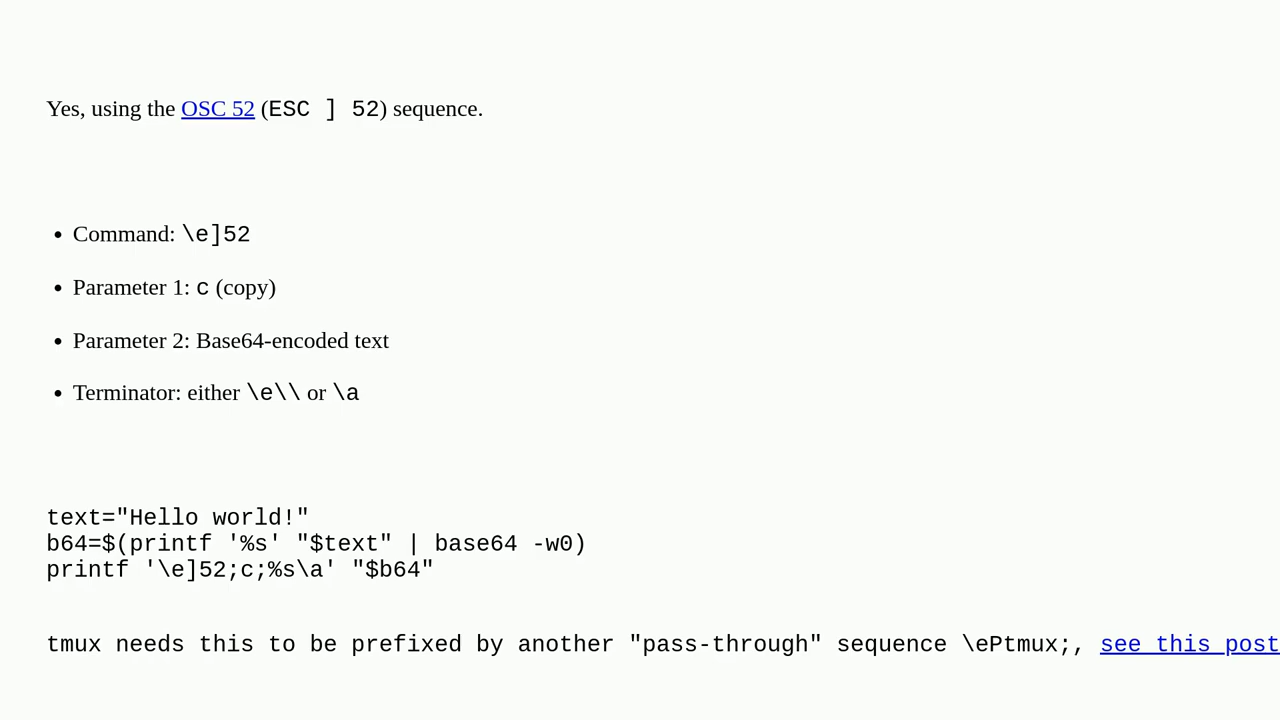 Yes, using the OSC 52 (ESC ] 52) sequence.
• Command: \e]52
• Parameter 1: c (copy)
• Parameter 2: Base64-encoded text
• Terminator: either \e\\ or \a
text="Hello world!"
b64=$(printf '%s' "$text" | base64 -w0)
printf '\e]52;c;%s\a' "$b64"
tmux needs this to be prefixed by another "pass-through" sequence \ePtmux;, see this post